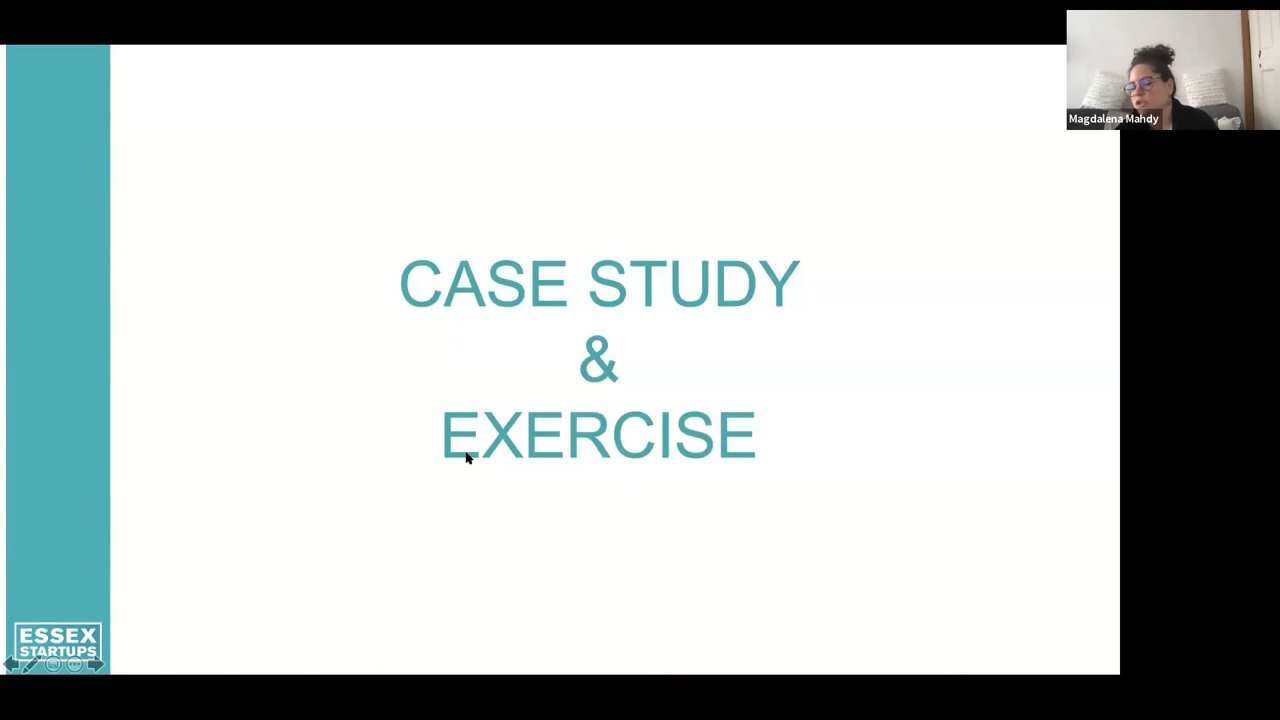 Magdalena Mahdy
CASE STUDY
&
EXERCISE
ESSEX
STARTUPS